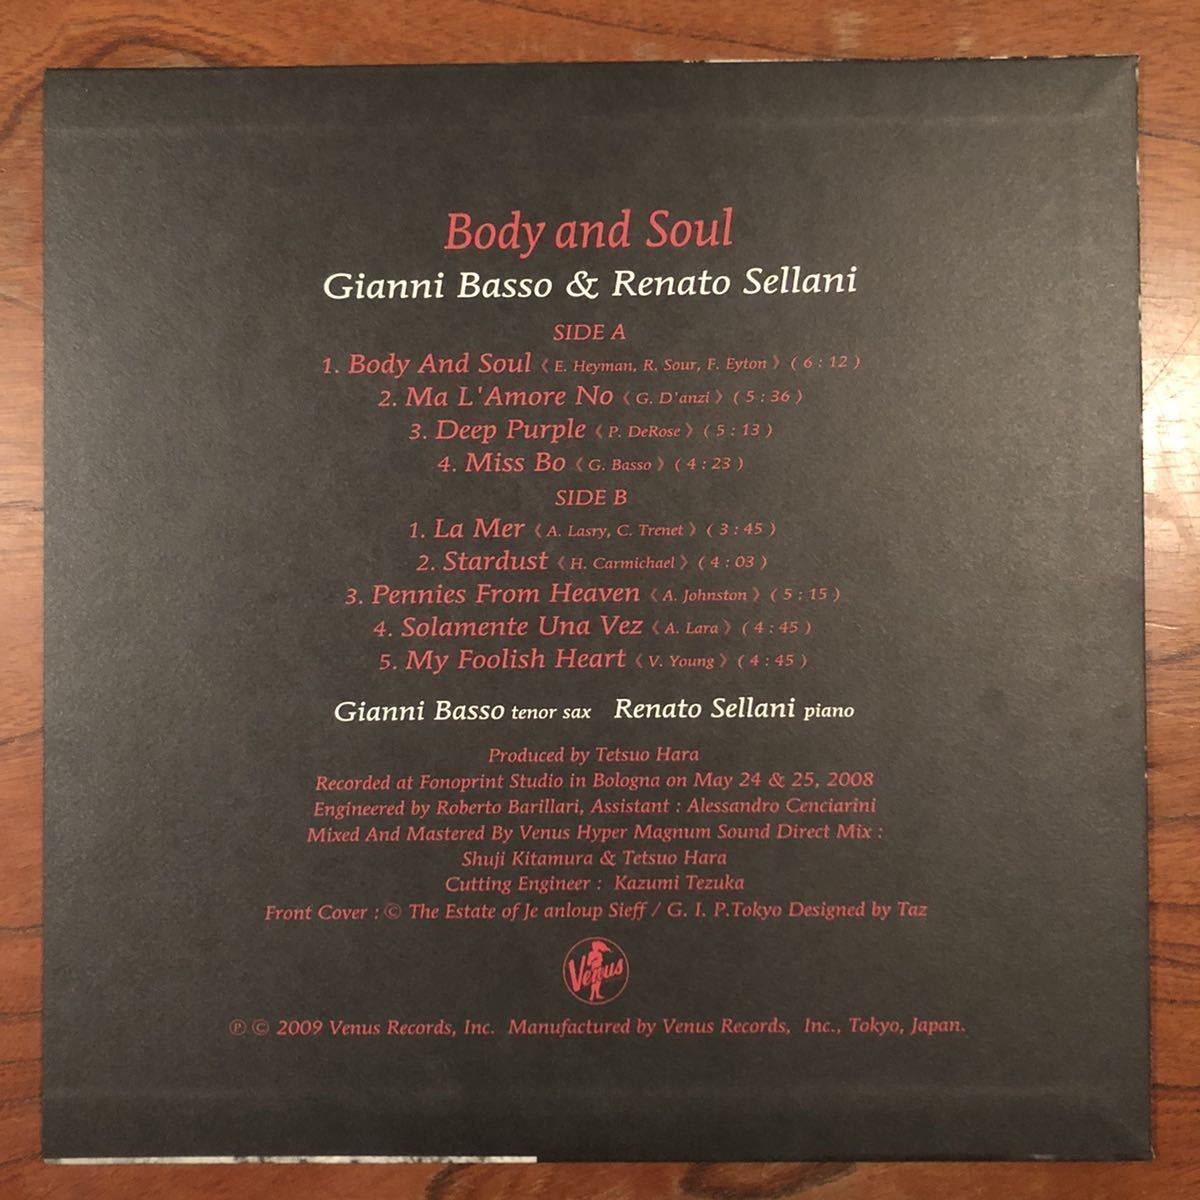 Body and Soul
Gianni Basso & Renato Sellani
SIDE A
1. Body And Soul《 E. Heyman, R. Sour, F. Eyton 》( 6 : 12 )
2. Ma L'Amore No《 G. D'anzi 》( 5 : 36 )
3. Deep Purple《 P. DeRose 》( 5 : 13 )
4. Miss Bo《 G. Basso 》( 4 : 23 )
SIDE B
1. La Mer《 A. Lasry, C. Trenet 》( 3 : 45 )
2. Stardust《 H. Carmichael 》( 4 : 03 )
3. Pennies From Heaven《 A. Johnston 》( 5 : 15 )
4. Solamente Una Vez《 A. Lara 》( 4 : 45 )
5. My Foolish Heart《 V. Young 》( 4 : 45 )
Gianni Basso tenor sax Renato Sellani piano
Produced by Tetsuo Hara
Recorded at Fonoprint Studio in Bologna on May 24 & 25, 2008
Engineered by Roberto Barillari, Assistant : Alessandro Cenciarini
Mixed And Mastered By Venus Hyper Magnum Sound Direct Mix :
Shuji Kitamura & Tetsuo Hara
Cutting Engineer : Kazumi Tezuka
Front Cover : © The Estate of Je anloup Sieff / G. I. P.Tokyo Designed by Taz
Venus
℗ © 2009 Venus Records, Inc. Manufactured by Venus Records, Inc., Tokyo, Japan.